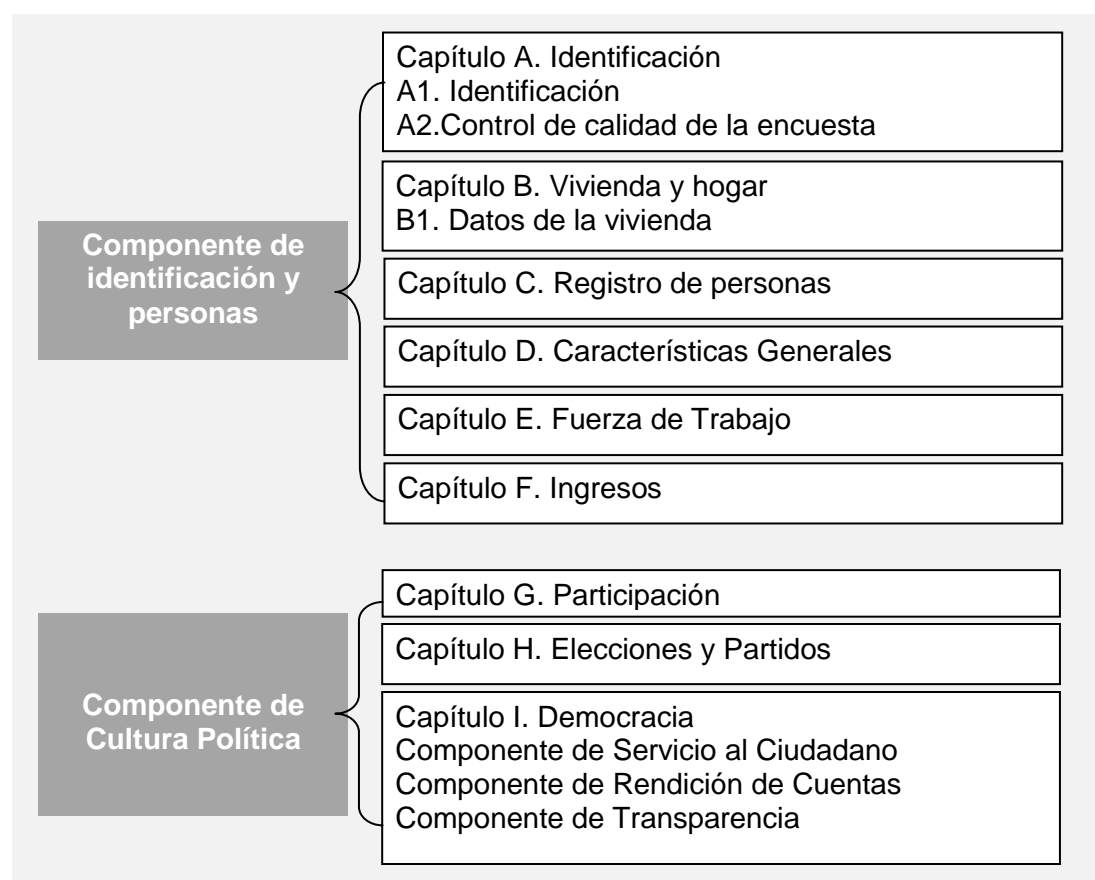 Componente de
identificación y
personas
Capítulo A. Identificación
A1. Identificación
A2.Control de calidad de la encuesta
Capítulo B. Vivienda y hogar
B1. Datos de la vivienda
Capítulo C. Registro de personas
Capítulo D. Características Generales
Capítulo E. Fuerza de Trabajo
Capítulo F. Ingresos
Componente de
Cultura Política
Capítulo G. Participación
Capítulo H. Elecciones y Partidos
Capítulo I. Democracia
Componente de Servicio al Ciudadano
Componente de Rendición de Cuentas
Componente de Transparencia